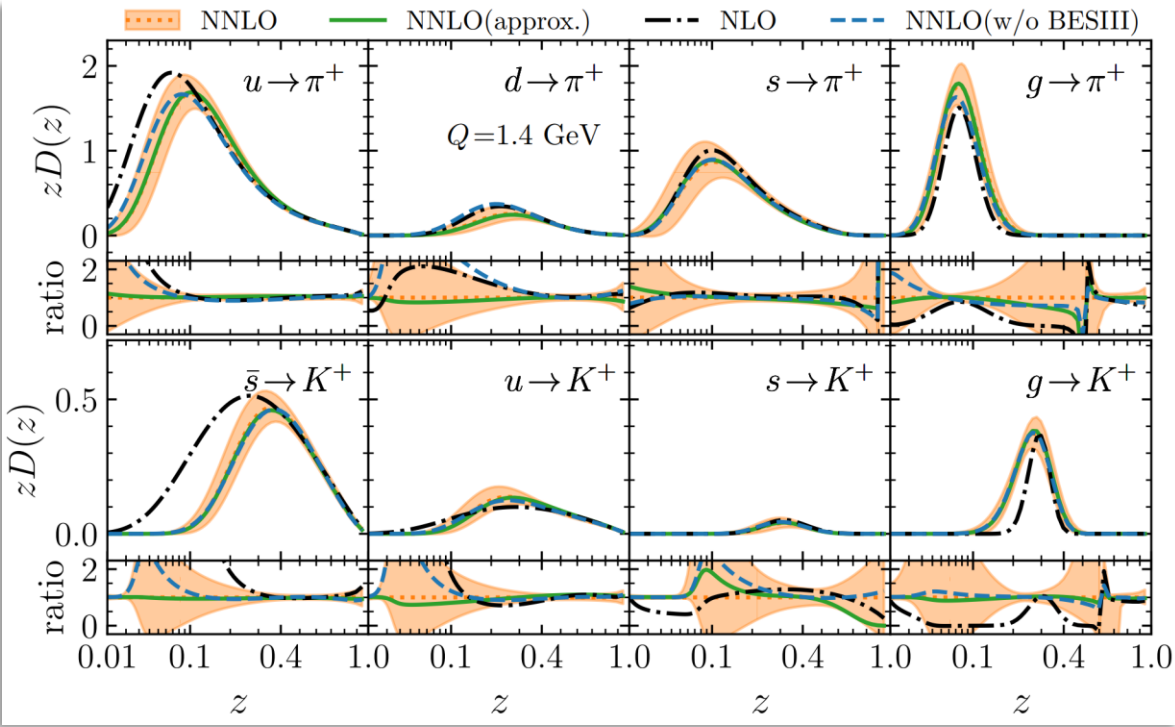 NNLO NNLO(approx.) NLO NNLO(w/o BESIII)
zD(z)
2
1
0
u→π⁺
d→π⁺
Q=1.4 GeV
s→π⁺
g→π⁺
ratio
2
0
zD(z)
0.5
0.0
s̄→K⁺
u→K⁺
s→K⁺
g→K⁺
ratio
2
0
0.01 0.1 0.4 1.0 0.1 0.4 1.0 0.1 0.4 1.0 0.1 0.4 1.0
z z z z